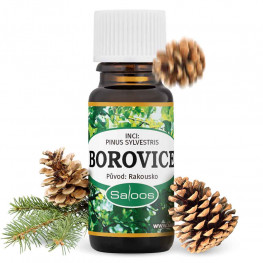 INCI:
PINUS SYLVESTRIS
BOROVICE
Původ: Rakousko
Saloos